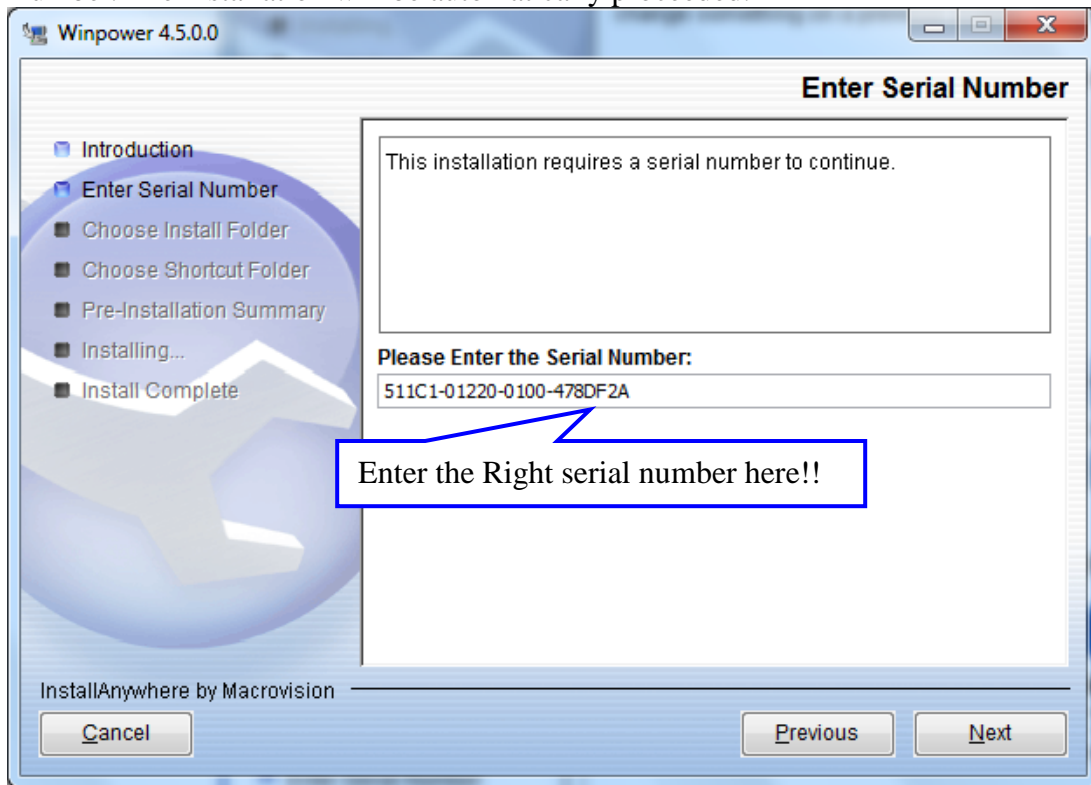 Winpower 4.5.0.0
Enter Serial Number
Introduction
Enter Serial Number
Choose Install Folder
Choose Shortcut Folder
Pre-Installation Summary
Installing...
Install Complete
This installation requires a serial number to continue.
Please Enter the Serial Number:
511C1-01220-0100-478DF2A
Enter the Right serial number here!!
InstallAnywhere by Macrovision
Cancel
Previous
Next